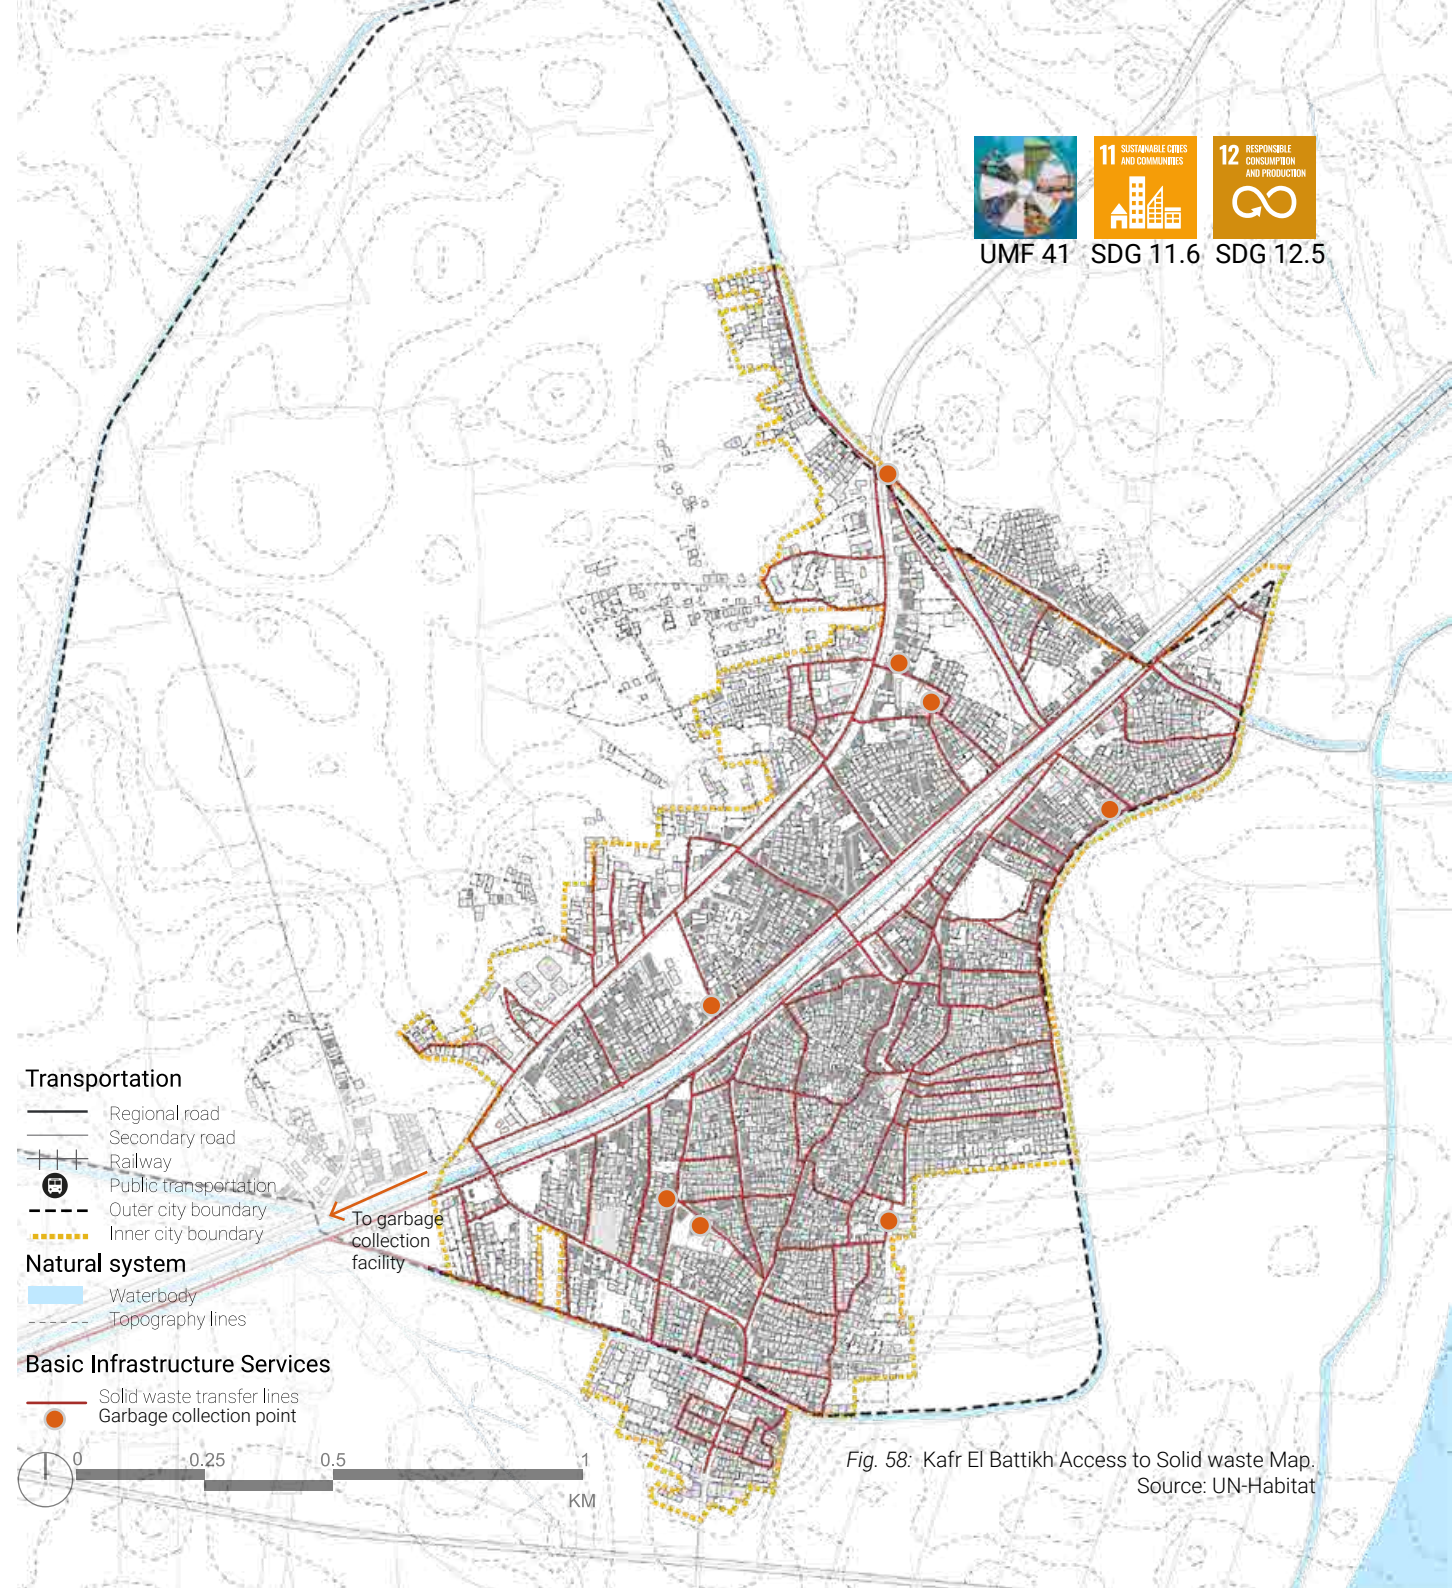 11 SUSTAINABLE CITIES
AND COMMUNITIES
12 RESPONSIBLE
CONSUMPTION
AND PRODUCTION
UMF 41 SDG 11.6 SDG 12.5
Transportation
Regional road
Secondary road
Railway
Public transportation
Outer city boundary
Inner city boundary
Natural system
Waterbody
Topography lines
Basic Infrastructure Services
Solid waste transfer lines
Garbage collection point
To garbage
collection
facility
0 0.25 0.5 1
KM
Fig. 58: Kafr El Battikh Access to Solid waste Map.
Source: UN-Habitat